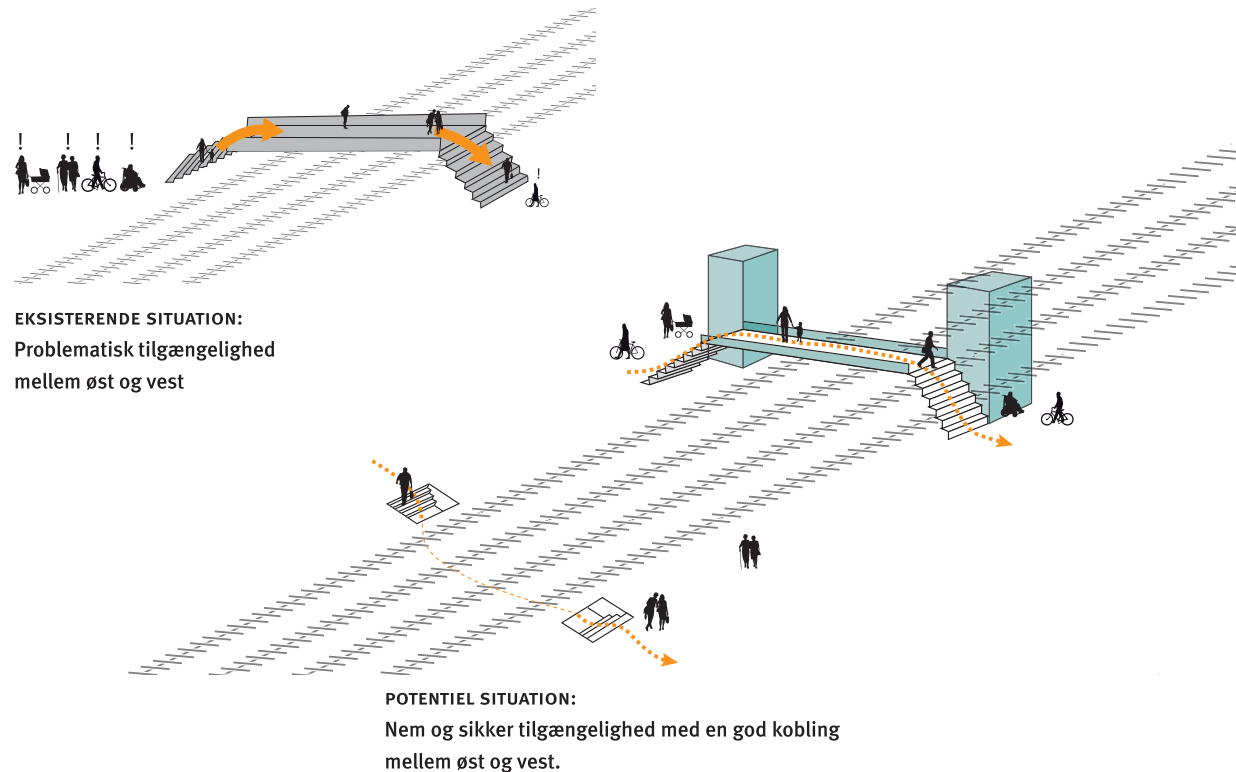 ! ! ! !
!
EKSISTERENDE SITUATION:
Problematisk tilgængelighed
mellem øst og vest
POTENTIEL SITUATION:
Nem og sikker tilgængelighed med en god kobling
mellem øst og vest.